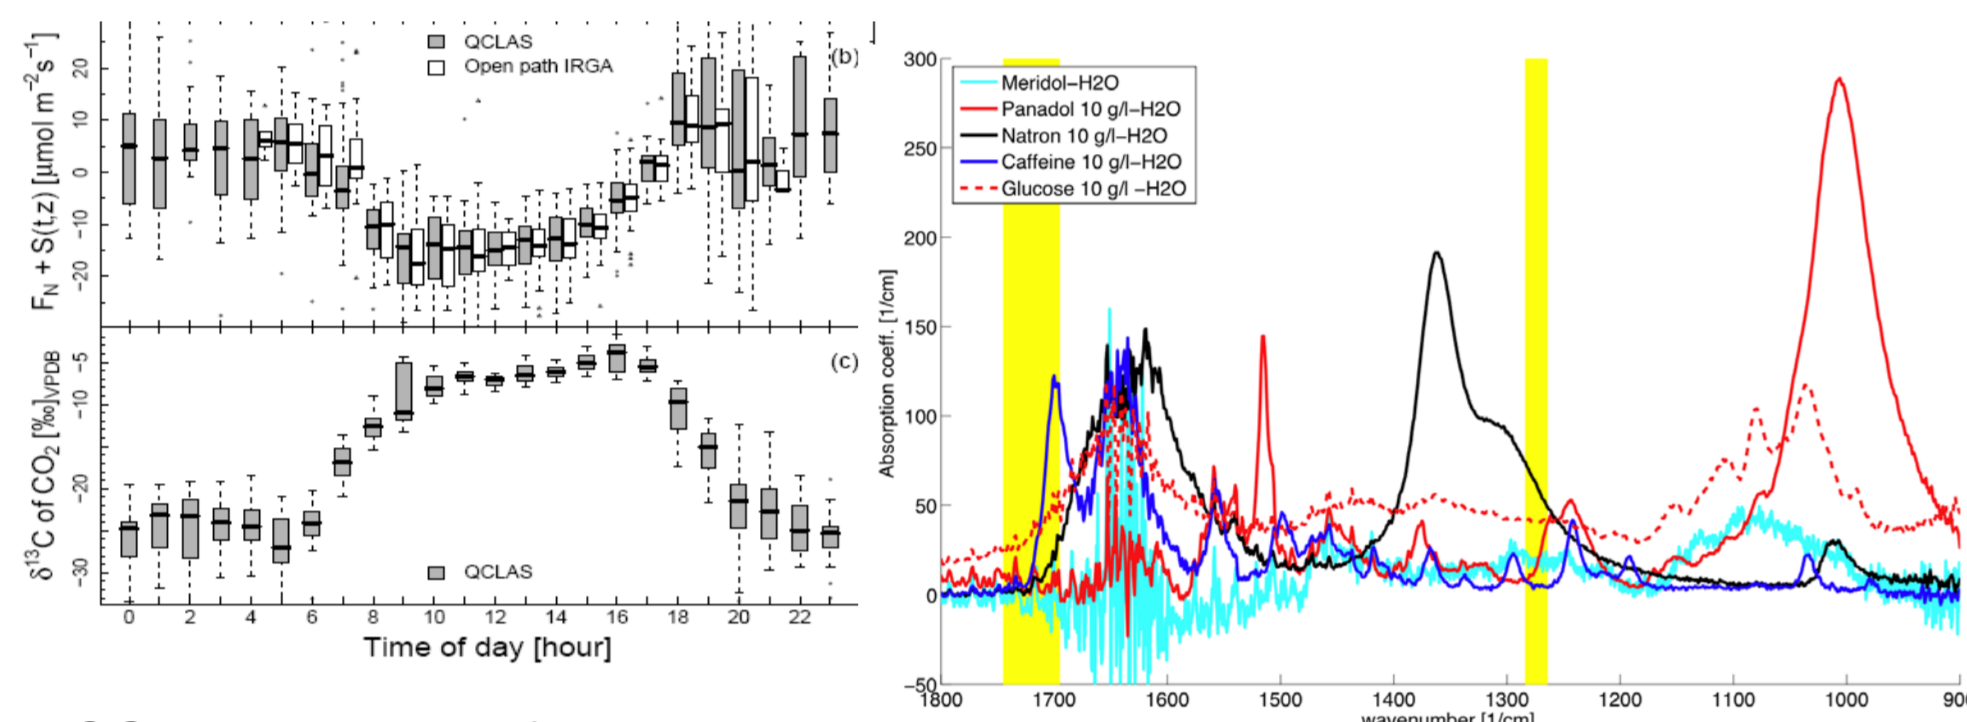 F_N + S(t,z) [µmol m⁻² s⁻¹]
20
10
0
−10
−20
QCLAS
Open path IRGA
(b)
δ¹³C of CO₂ [‰]VPDB
−5
−10
−20
−30
(c)
QCLAS
0 2 4 6 8 10 12 14 16 18 20 22
Time of day [hour]
Absorption coeff. [1/cm]
300
250
200
150
100
50
0
−50
Meridol−H2O
Panadol 10 g/l−H2O
Natron 10 g/l−H2O
Caffeine 10 g/l−H2O
Glucose 10 g/l −H2O
1800 1700 1600 1500 1400 1300 1200 1100 1000 900
wavenumber [1/cm]